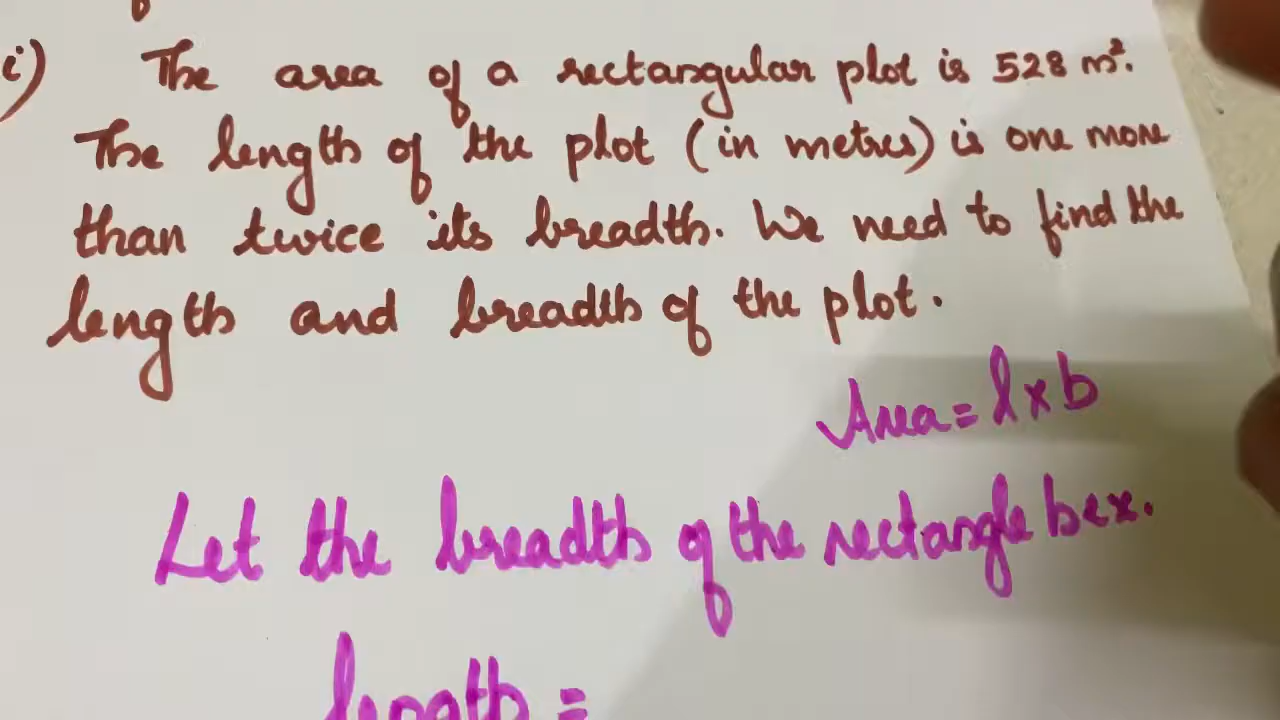 i) The area of a rectangular plot is 528 m².
The length of the plot (in metres) is one more
than twice its breadth. We need to find the
length and breadth of the plot.
Area = l x b
Let the breadth of the rectangle be x.
length =